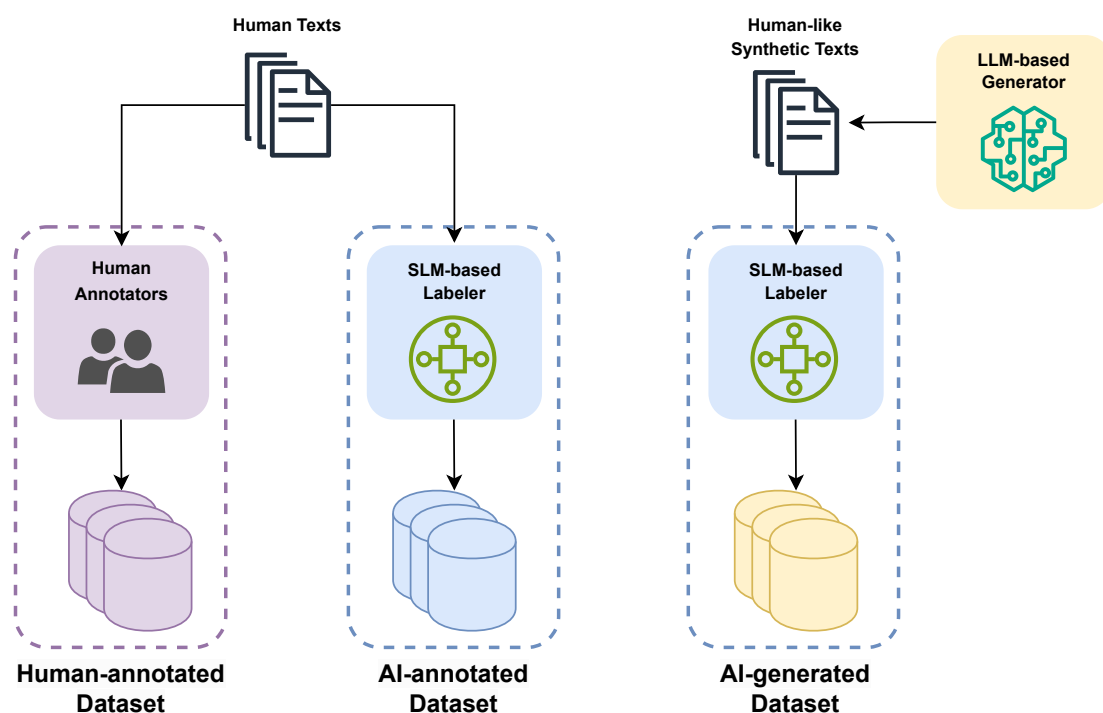 Human Texts
Human-like
Synthetic Texts
LLM-based
Generator
Human
Annotators
SLM-based
Labeler
SLM-based
Labeler
Human-annotated
Dataset
AI-annotated
Dataset
AI-generated
Dataset